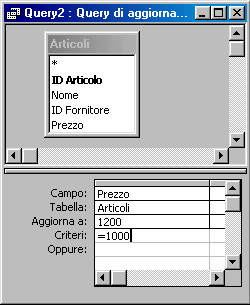 Query2 : Query di aggiorna...
Articoli
*
ID Articolo
Nome
ID Fornitore
Prezzo
Campo: Prezzo
Tabella: Articoli
Aggiorna a: 1200
Criteri: =1000
Oppure: